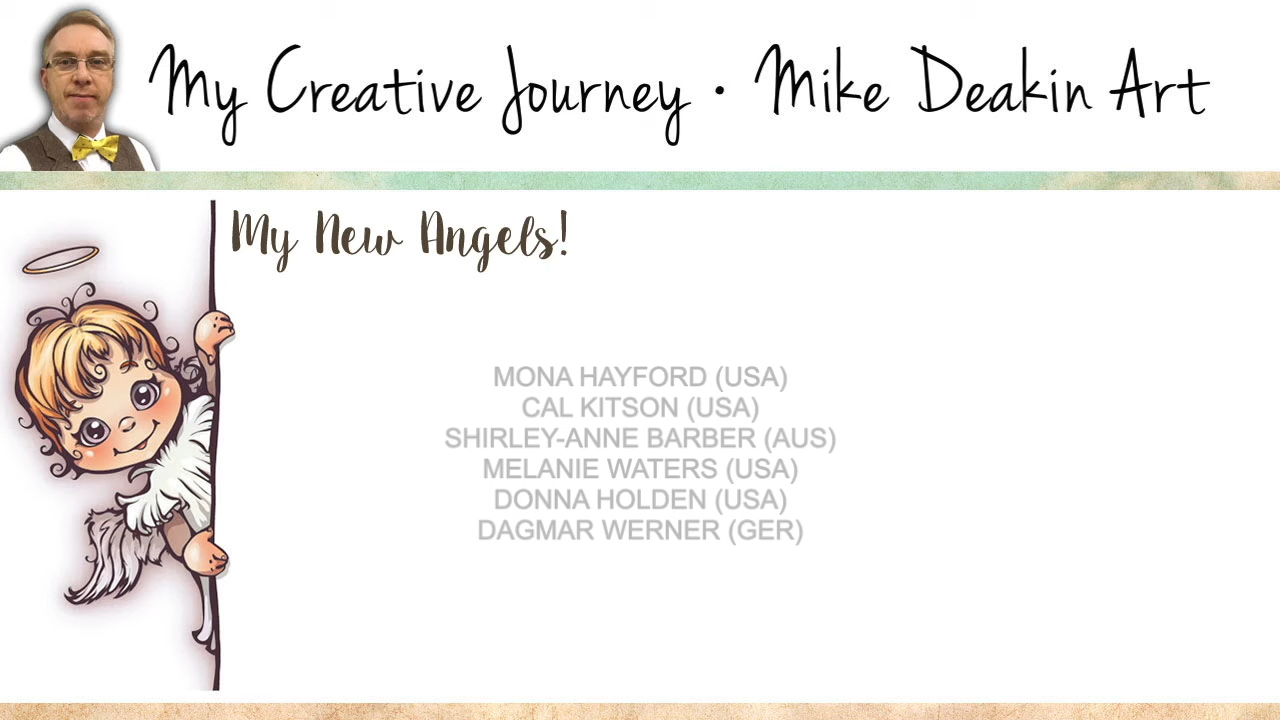 My Creative Journey • Mike Deakin Art
My New Angels!
MONA HAYFORD (USA)
CAL KITSON (USA)
SHIRLEY-ANNE BARBER (AUS)
MELANIE WATERS (USA)
DONNA HOLDEN (USA)
DAGMAR WERNER (GER)